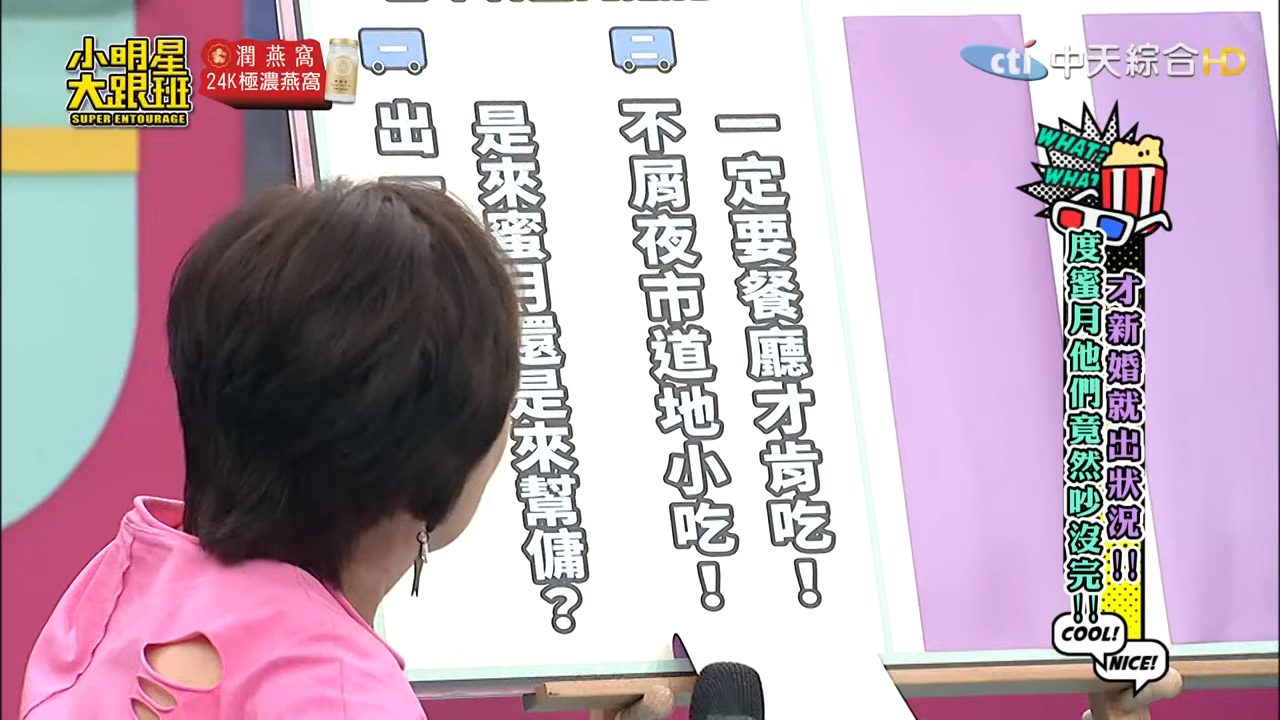 小明星
大跟班
SUPER ENTOURAGE
潤燕窩
24K極濃燕窩
cti 中天綜合HD
一
出
是來蜜月還是來幫傭？
二
不屑夜市道地小吃！
一定要餐廳才肯吃！
WHAT?
WHAT
才新婚就出狀況!!
度蜜月他們竟然吵沒完!!
COOL!
NICE!